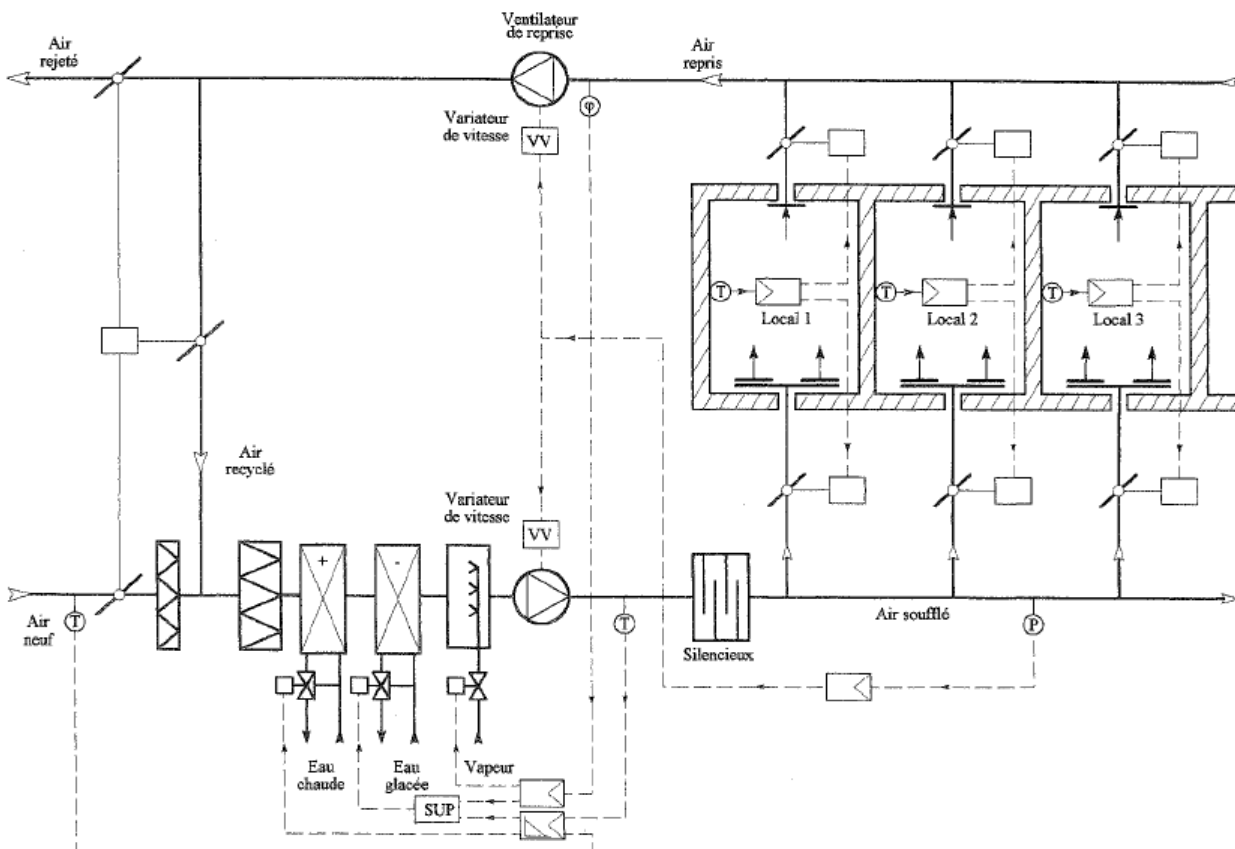 Ventilateur
de reprise
Air
rejeté
Air
repris
φ
Variateur
de vitesse
VV
T
T
T
Local 1
Local 2
Local 3
Air
recyclé
Variateur
de vitesse
VV
+
-
Air
neuf
T
T
Silencieux
Air soufflé
P
Eau
chaude
Eau
glacée
Vapeur
SUP